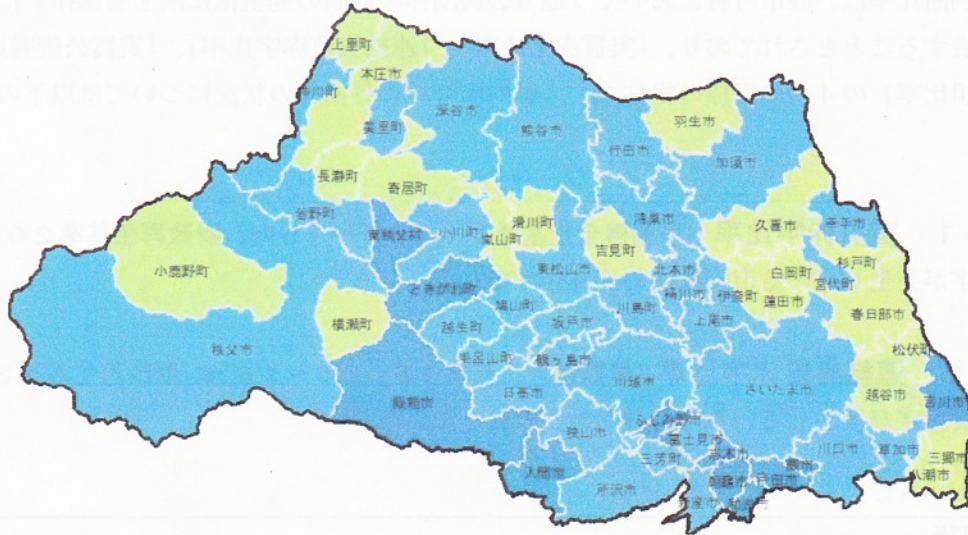 上里町
本庄市
神川町
美里町
深谷市
熊谷市
羽生市
行田市
加須市
長瀞町
寄居町
皆野町
東秩父村
小川町
嵐山町
滑川町
吉見町
鴻巣市
久喜市
幸手市
小鹿野町
東松山市
北本市
白岡町
杉戸町
宮代町
ときがわ町
鳩山町
川島町
桶川市
伊奈町
蓮田市
春日部市
横瀬町
秩父市
越生町
坂戸市
上尾市
松伏町
毛呂山町
鶴ヶ島市
日高市
川越市
さいたま市
越谷市
吉川市
飯能市
狭山市
ふじみ野市
富士見市
三芳町
志木市
川口市
草加市
三郷市
八潮市
入間市
所沢市
朝霞市
戸田市
蕨市
新座市
和光市